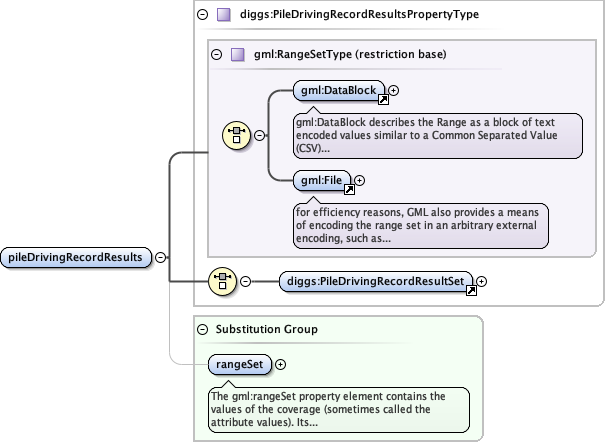 diggs:PileDrivingRecordResultsPropertyType
gml:RangeSetType (restriction base)
gml:DataBlock
gml:DataBlock describes the Range as a block of text
encoded values similar to a Common Separated Value
(CSV)...
gml:File
for efficiency reasons, GML also provides a means
of encoding the range set in an arbitrary external
encoding, such as...
pileDrivingRecordResults
diggs:PileDrivingRecordResultSet
Substitution Group
rangeSet
The gml:rangeSet property element contains the
values of the coverage (sometimes called the
attribute values). Its...